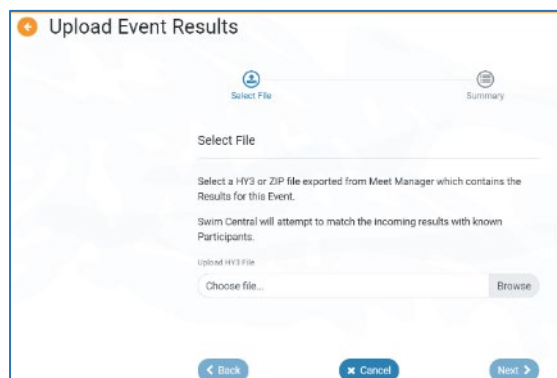 Upload Event Results
Select File
Summary
Select File
Select a HY3 or ZIP file exported from Meet Manager which contains the
Results for this Event.
Swim Central will attempt to match the incoming results with known
Participants.
Upload HY3 File
Choose file...
Browse
Back
Cancel
Next